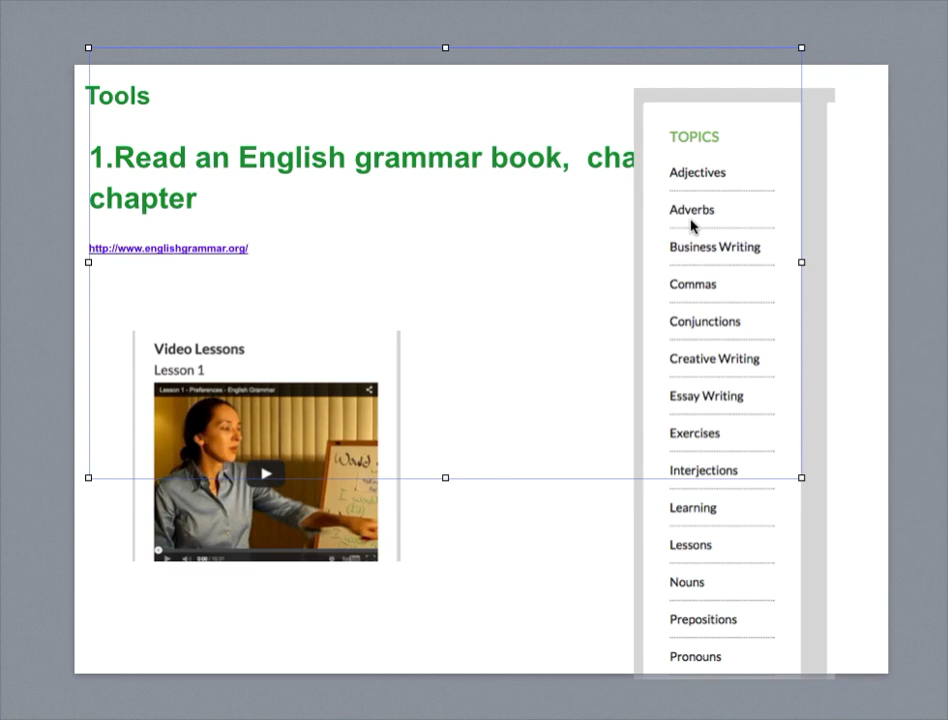 Tools
1.Read an English grammar book, cha
chapter
http://www.englishgrammar.org/
Video Lessons
Lesson 1
Lesson 1 - Preferences - English Grammar
Would
TOPICS
Adjectives
Adverbs
Business Writing
Commas
Conjunctions
Creative Writing
Essay Writing
Exercises
Interjections
Learning
Lessons
Nouns
Prepositions
Pronouns